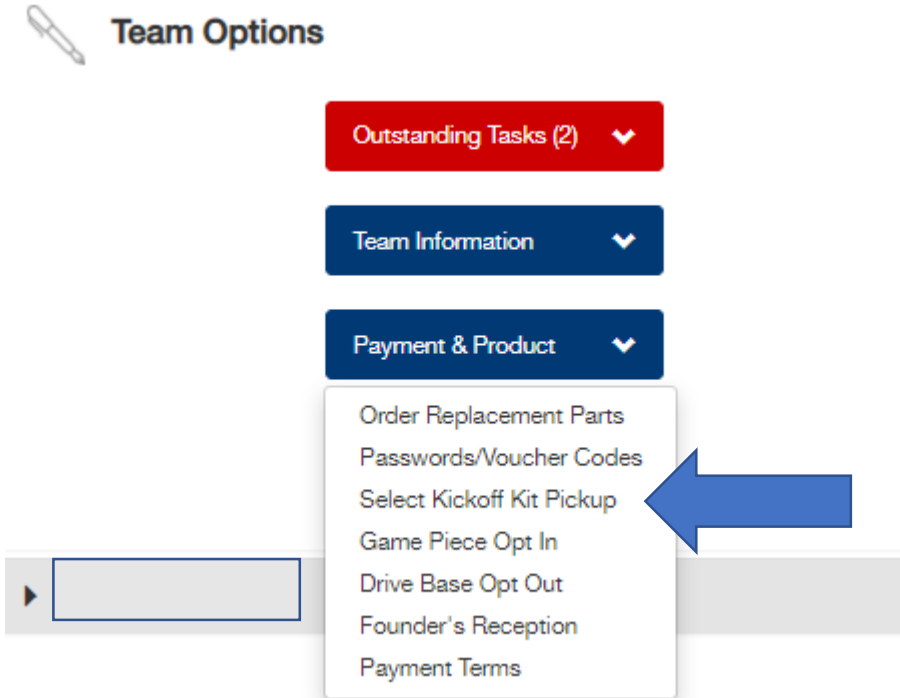 Team Options
Outstanding Tasks (2)
Team Information
Payment & Product
Order Replacement Parts
Passwords/Voucher Codes
Select Kickoff Kit Pickup
Game Piece Opt In
Drive Base Opt Out
Founder's Reception
Payment Terms